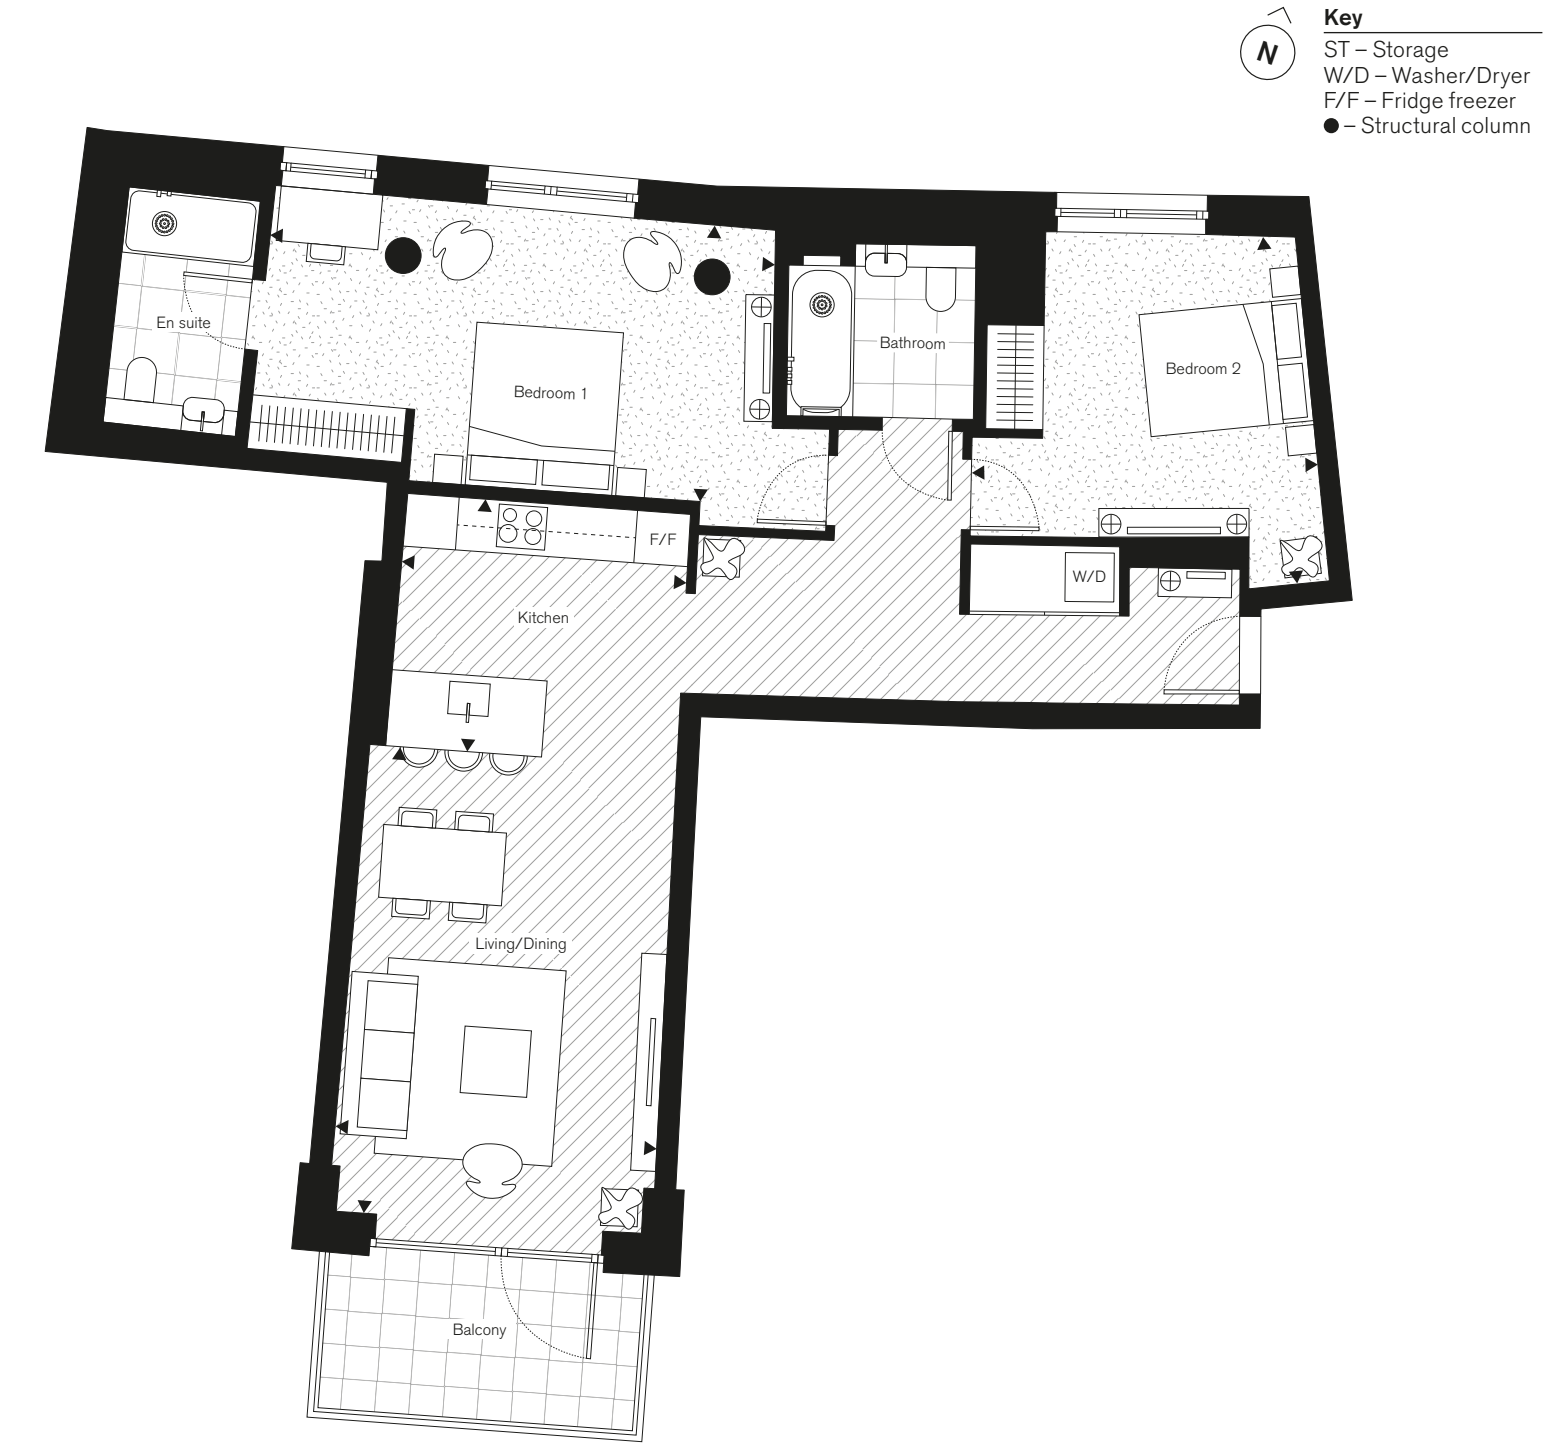 N
Key
ST – Storage
W/D – Washer/Dryer
F/F – Fridge freezer
– Structural column
En suite
Bedroom 1
Bathroom
Bedroom 2
F/F
W/D
Kitchen
Living/Dining
Balcony